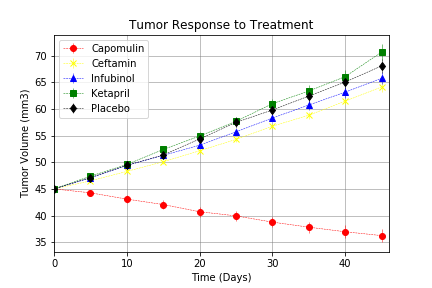 Tumor Response to Treatment
Tumor Volume (mm3)
70
65
60
55
50
45
40
35
Capomulin
Ceftamin
Infubinol
Ketapril
Placebo
0
10
20
30
40
Time (Days)